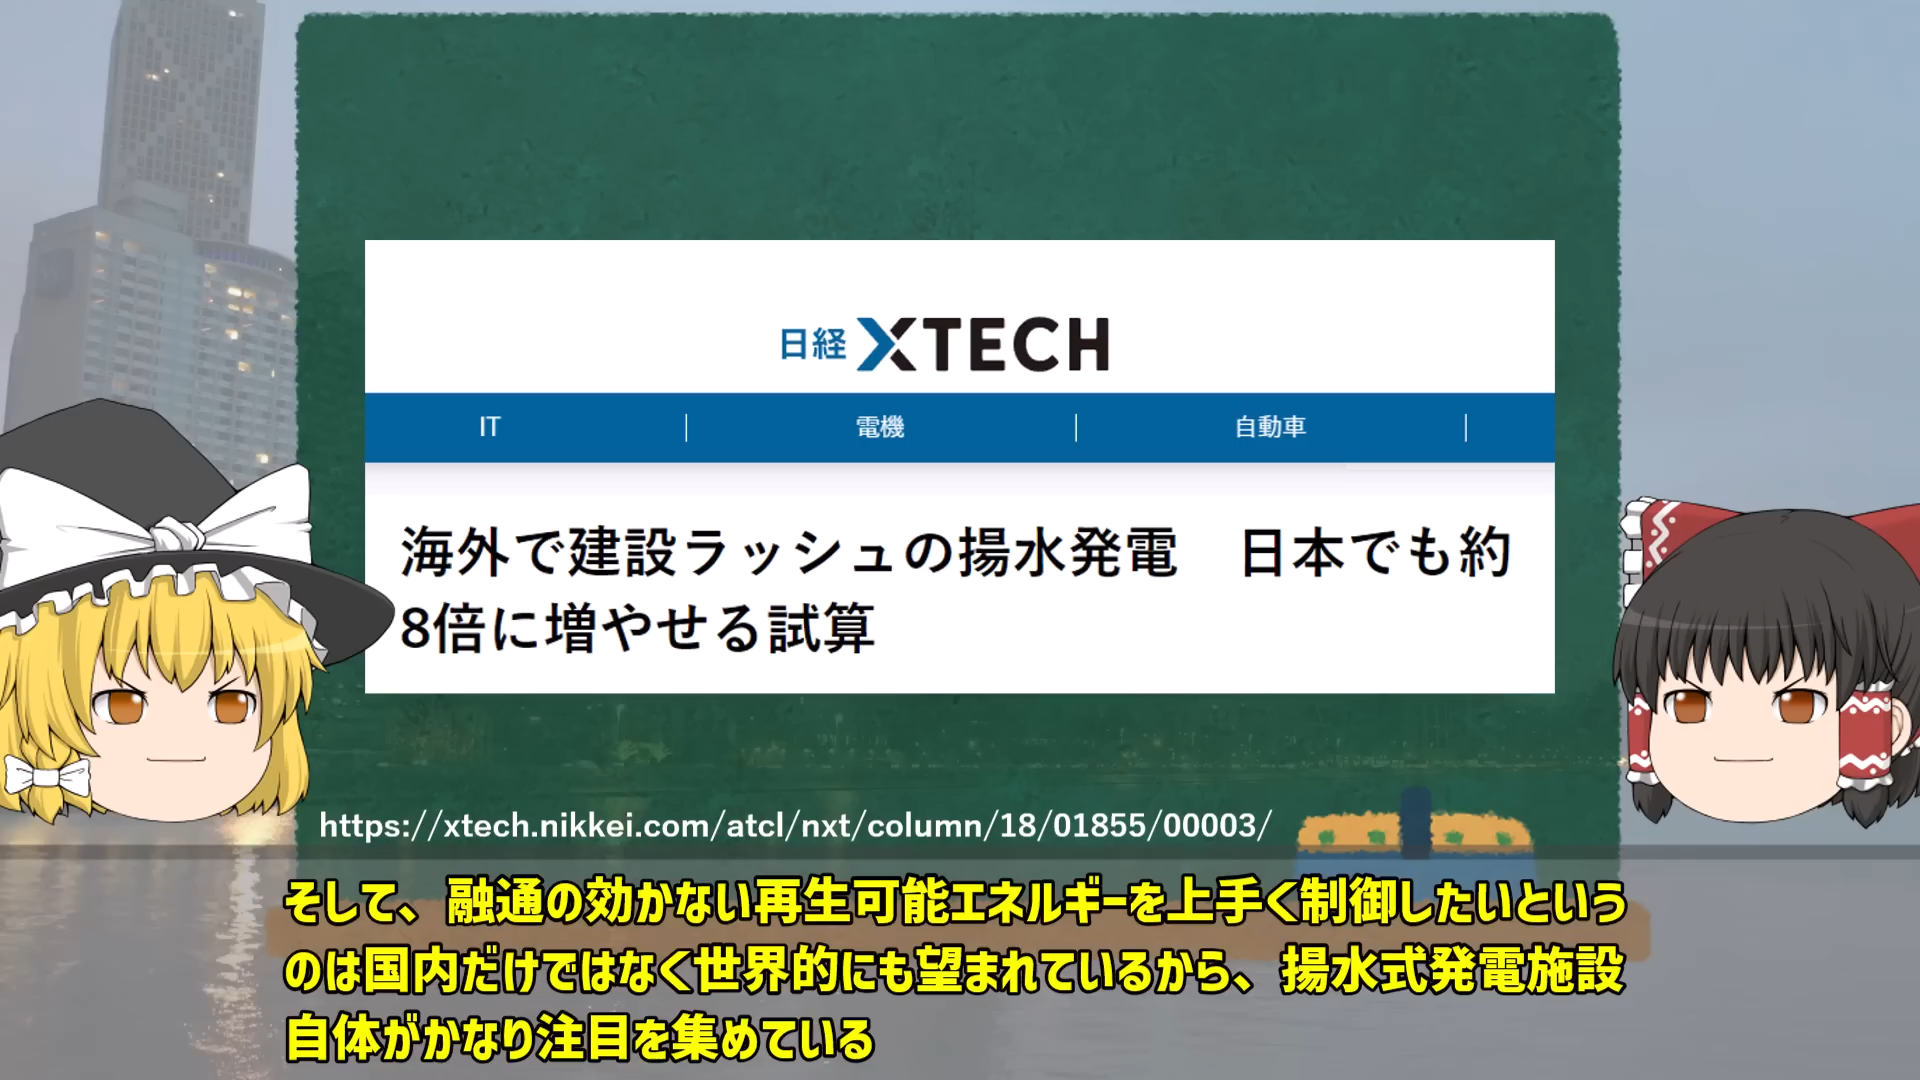 日経 XTECH
IT | 電機 | 自動車 |
海外で建設ラッシュの揚水発電　日本でも約
8倍に増やせる試算
https://xtech.nikkei.com/atcl/nxt/column/18/01855/00003/
そして、融通の効かない再生可能エネルギーを上手く制御したいという
のは国内だけではなく世界的にも望まれているから、揚水式発電施設
自体がかなり注目を集めている